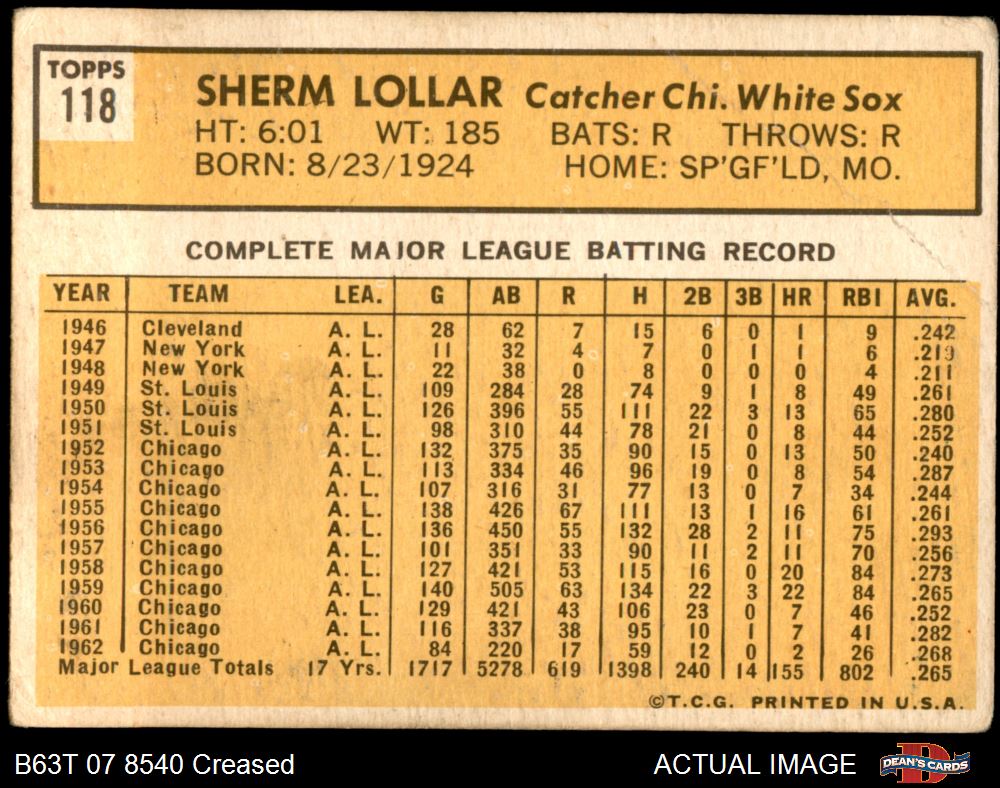 TOPPS
118
SHERM LOLLAR Catcher Chi. White Sox
HT: 6:01 WT: 185 BATS: R THROWS: R
BORN: 8/23/1924 HOME: SP'GF'LD, MO.
COMPLETE MAJOR LEAGUE BATTING RECORD
YEAR TEAM LEA. G AB R H 2B 3B HR RBI AVG.
1946 Cleveland A. L. 28 62 7 15 6 0 1 9 .242
1947 New York A. L. 11 32 4 7 0 1 1 6 .219
1948 New York A. L. 22 38 0 8 0 0 0 4 .211
1949 St. Louis A. L. 109 284 28 74 9 1 8 49 .261
1950 St. Louis A. L. 126 396 55 111 22 3 13 65 .280
1951 St. Louis A. L. 98 310 44 78 21 0 8 44 .252
1952 Chicago A. L. 132 375 35 90 15 0 13 50 .240
1953 Chicago A. L. 113 334 46 96 19 0 8 54 .287
1954 Chicago A. L. 107 316 31 77 13 0 7 34 .244
1955 Chicago A. L. 138 426 67 111 13 1 16 61 .261
1956 Chicago A. L. 136 450 55 132 28 2 11 75 .293
1957 Chicago A. L. 101 351 33 90 11 2 11 70 .256
1958 Chicago A. L. 127 421 53 115 16 0 20 84 .273
1959 Chicago A. L. 140 505 63 134 22 3 22 84 .265
1960 Chicago A. L. 129 421 43 106 23 0 7 46 .252
1961 Chicago A. L. 116 337 38 95 10 1 7 41 .282
1962 Chicago A. L. 84 220 17 59 12 0 2 26 .268
Major League Totals 17 Yrs. 1717 5278 619 1398 240 14 155 802 .265
©T.C.G. PRINTED IN U.S.A.
B63T 07 8540 Creased ACTUAL IMAGE DEAN'S CARDS